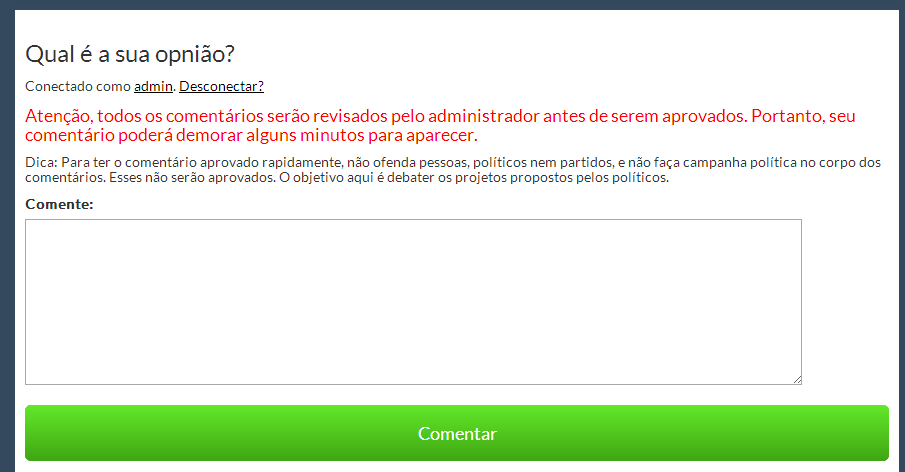 Qual é a sua opnião?
Conectado como admin. Desconectar?
Atenção, todos os comentários serão revisados pelo administrador antes de serem aprovados. Portanto, seu
comentário poderá demorar alguns minutos para aparecer.
Dica: Para ter o comentário aprovado rapidamente, não ofenda pessoas, políticos nem partidos, e não faça campanha política no corpo dos
comentários. Esses não serão aprovados. O objetivo aqui é debater os projetos propostos pelos políticos.
Comente:
Comentar